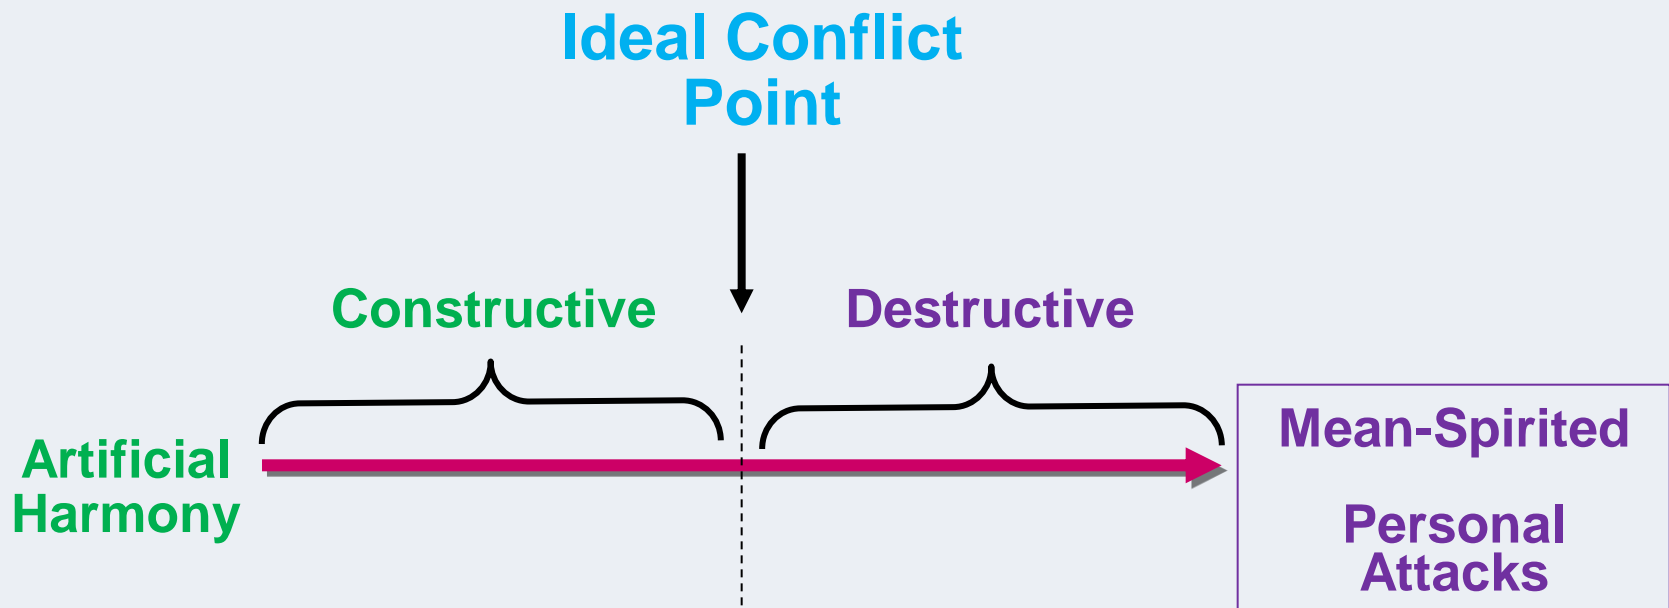 Ideal Conflict
Point
Constructive
Destructive
Artificial
Harmony
Mean-Spirited
Personal
Attacks